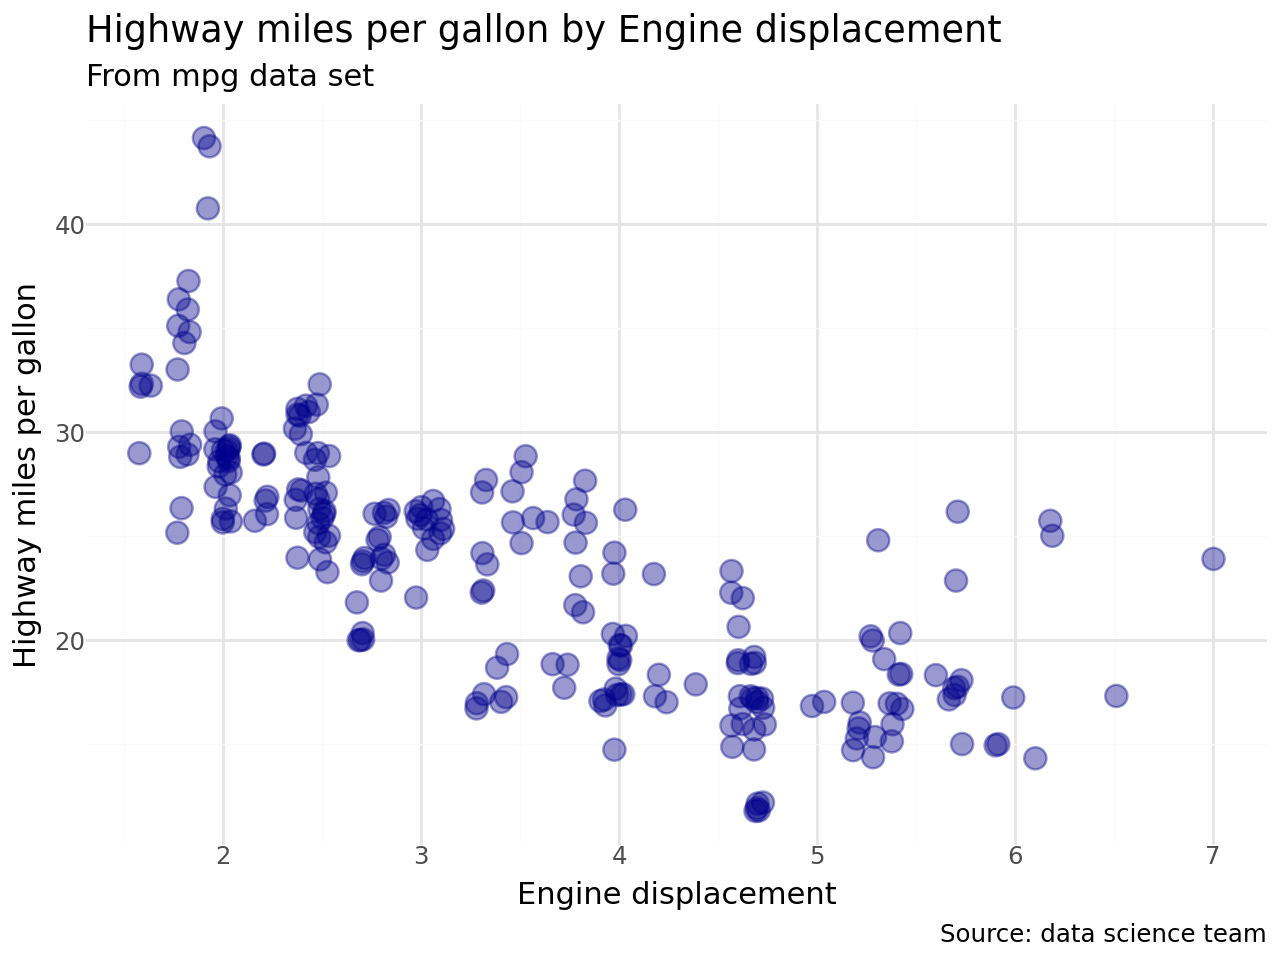 Highway miles per gallon by Engine displacement
From mpg data set
Highway miles per gallon
40
30
20
2 3 4 5 6 7
Engine displacement
Source: data science team